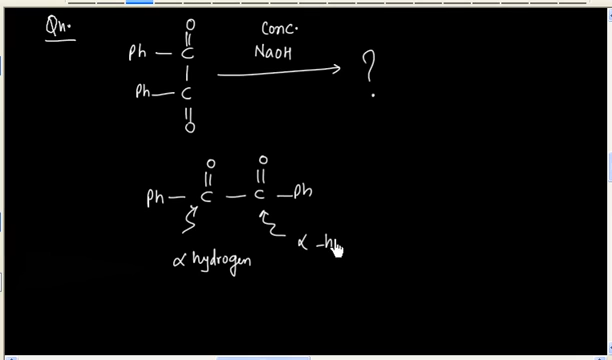 Qn.
O
Conc.
Ph — C
NaOH
?
Ph — C
O
O O
Ph — C — C — Ph
α hydrogen
α -h